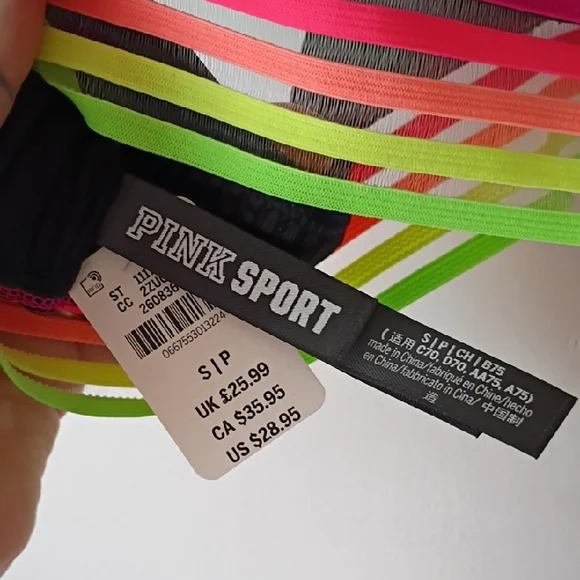 PINK SPORT
S|P|CH|B75
(适用 C70, D70, AA75, A75)
made in China/fabriqué en Chine/hecho
en China/fabbricato in Cina/ 中国制
造
ST
CC
0667553013224
S|P
UK £25.99
CA $35.95
US $28.95